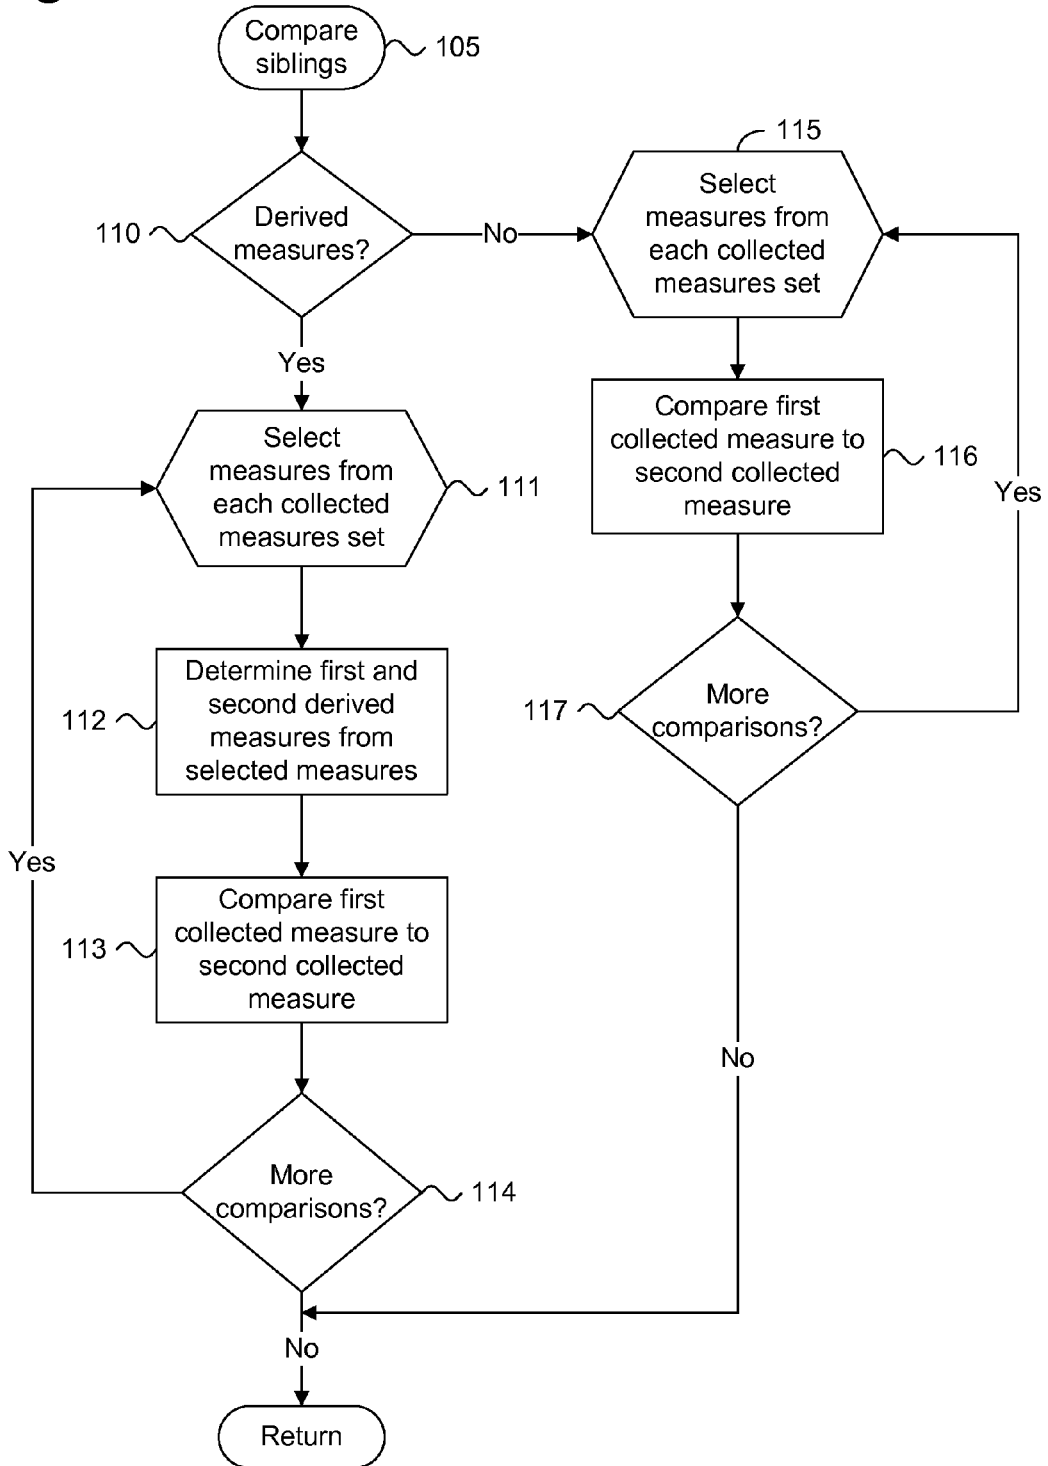 Compare
siblings
105
110
Derived
measures?
No
Yes
115
Select
measures from
each collected
measures set
Compare first
collected measure to
second collected
measure
116
Yes
117
More
comparisons?
No
Select
measures from
each collected
measures set
111
112
Determine first and
second derived
measures from
selected measures
Yes
113
Compare first
collected measure to
second collected
measure
More
comparisons?
114
No
Return